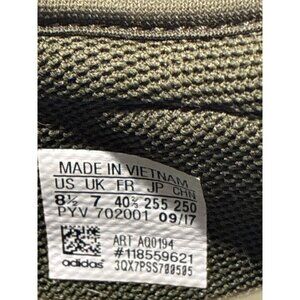 MADE IN VIETNAM
US UK FR JP CHN
8½ 7 40⅔ 255 250
PYV 702001 09/17
ART AQ0194
#118559621
adidas 3QX7PSS700505